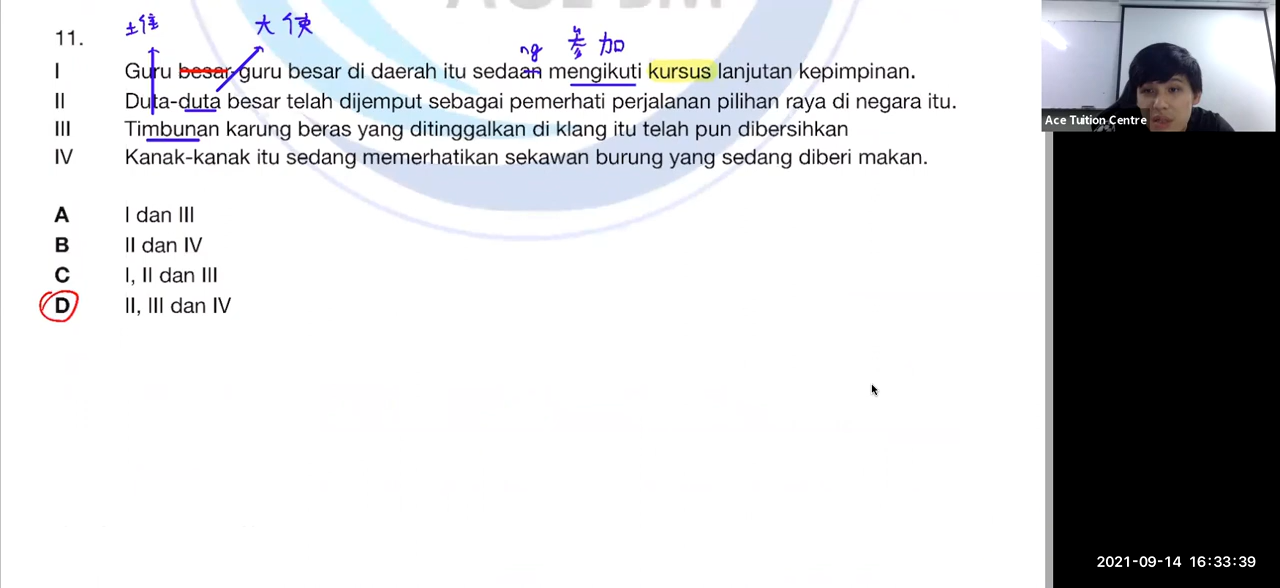 ACE BM
11.
土隹 大使
ng 参加
I Guru besar-guru besar di daerah itu sedaan mengikuti kursus lanjutan kepimpinan.
II Duta-duta besar telah dijemput sebagai pemerhati perjalanan pilihan raya di negara itu.
III Timbunan karung beras yang ditinggalkan di klang itu telah pun dibersihkan
IV Kanak-kanak itu sedang memerhatikan sekawan burung yang sedang diberi makan.
A I dan III
B II dan IV
C I, II dan III
D II, III dan IV
Ace Tuition Centre
2021-09-14 16:33:39